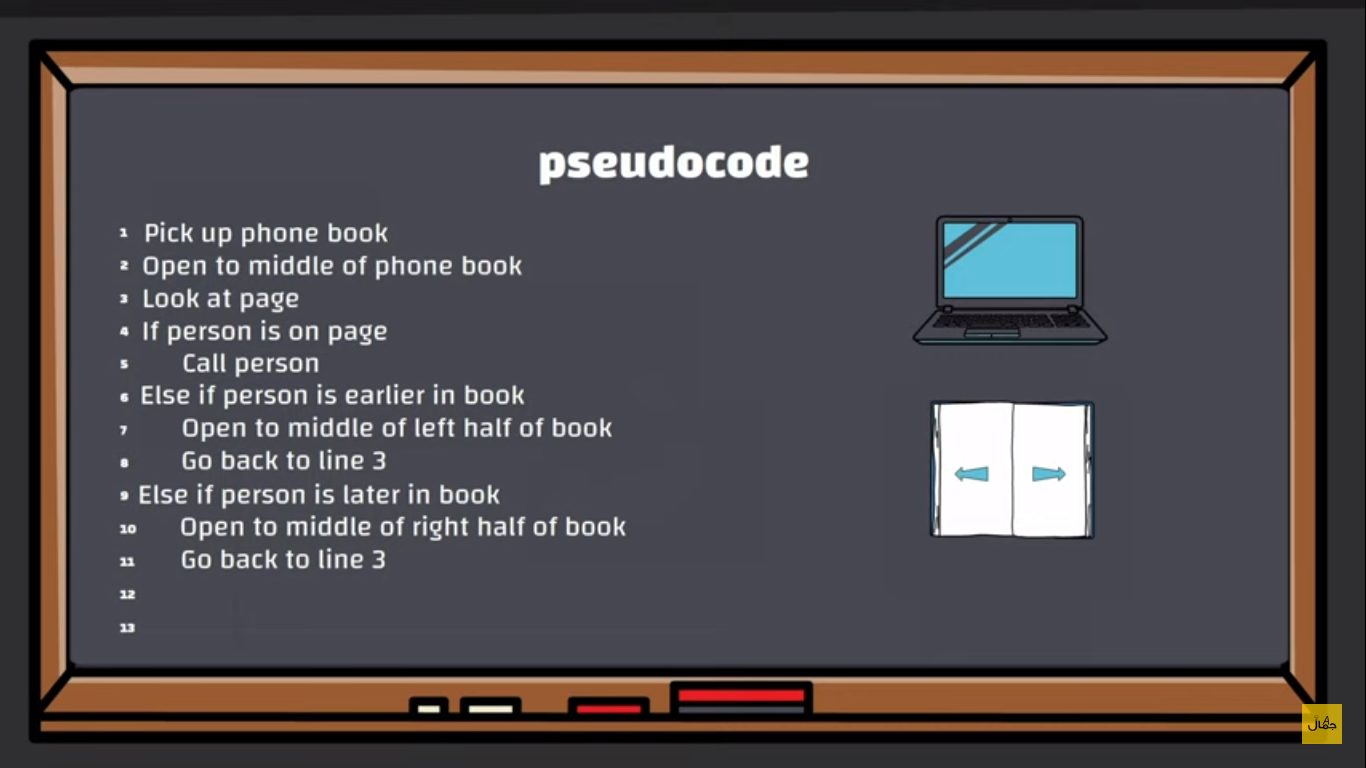 pseudocode
1 Pick up phone book
2 Open to middle of phone book
3 Look at page
4 If person is on page
5 Call person
6 Else if person is earlier in book
7 Open to middle of left half of book
8 Go back to line 3
9 Else if person is later in book
10 Open to middle of right half of book
11 Go back to line 3
12
13
جمال